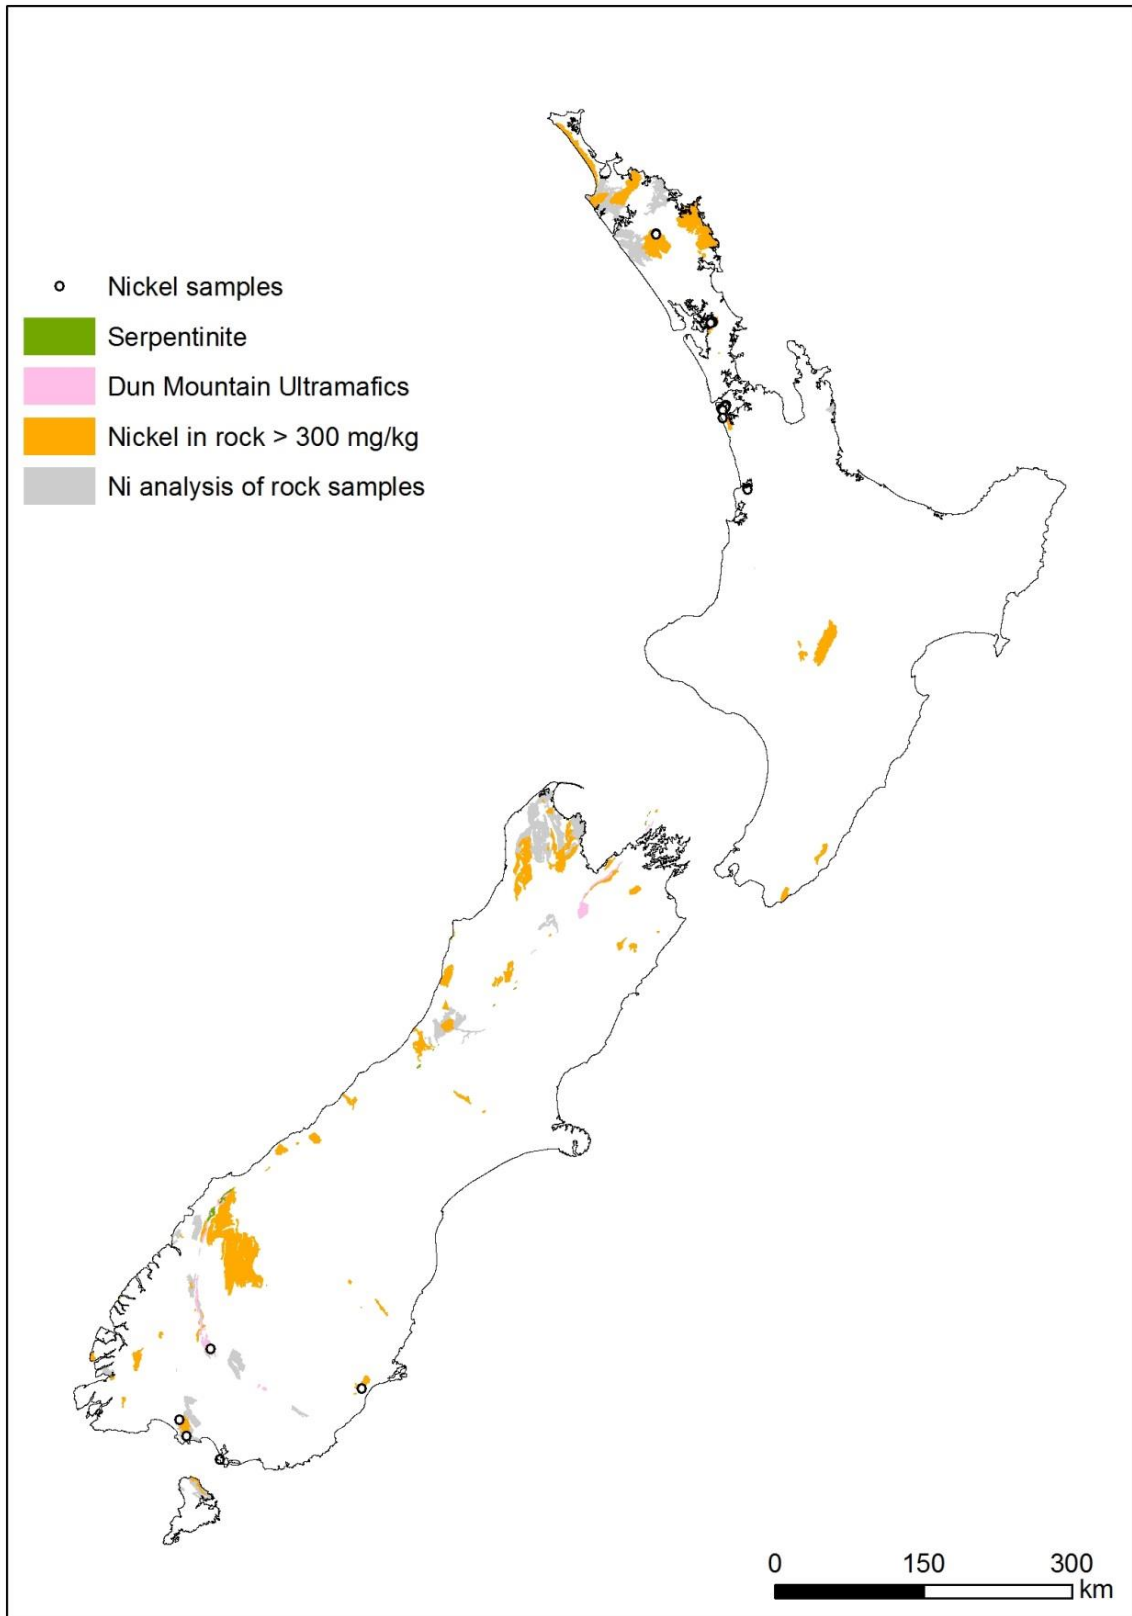 Nickel samples
Serpentinite
Dun Mountain Ultramafics
Nickel in rock > 300 mg/kg
Ni analysis of rock samples
0 150 300
km